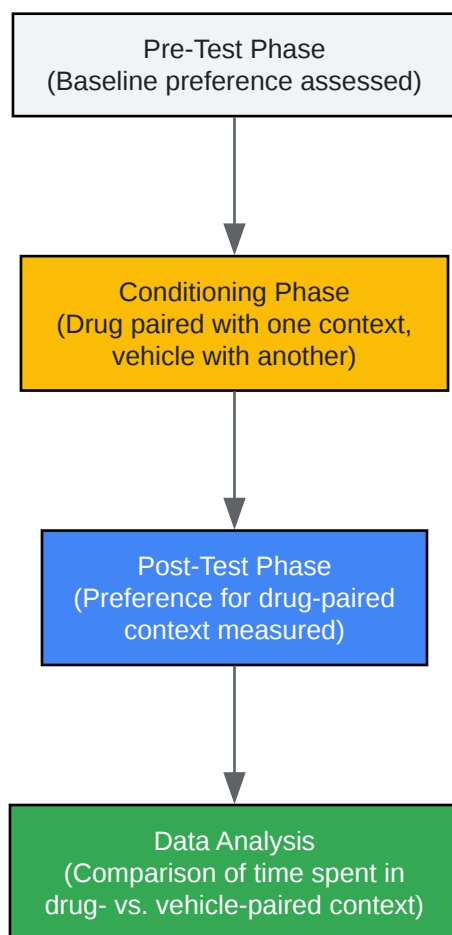 Pre-Test Phase
(Baseline preference assessed)
Conditioning Phase
(Drug paired with one context,
vehicle with another)
Post-Test Phase
(Preference for drug-paired
context measured)
Data Analysis
(Comparison of time spent in
drug- vs. vehicle-paired context)